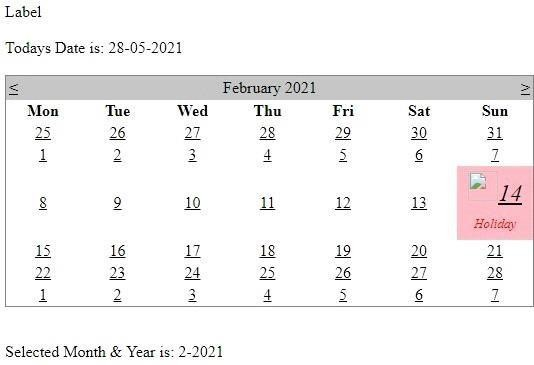 Label
Todays Date is: 28-05-2021
< February 2021 >
Mon Tue Wed Thu Fri Sat Sun
25 26 27 28 29 30 31
1 2 3 4 5 6 7
8 9 10 11 12 13 14
Holiday
15 16 17 18 19 20 21
22 23 24 25 26 27 28
1 2 3 4 5 6 7
Selected Month & Year is: 2-2021